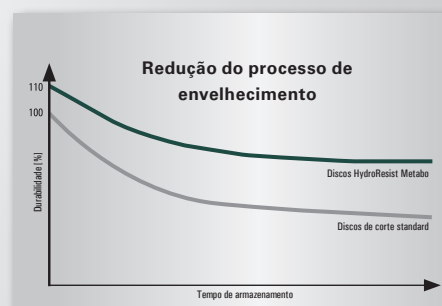 Redução do processo de
envelhecimento
110
100
Durabilidade [%]
Discos HydroResist Metabo
Discos de corte standard
Tempo de armazenamento